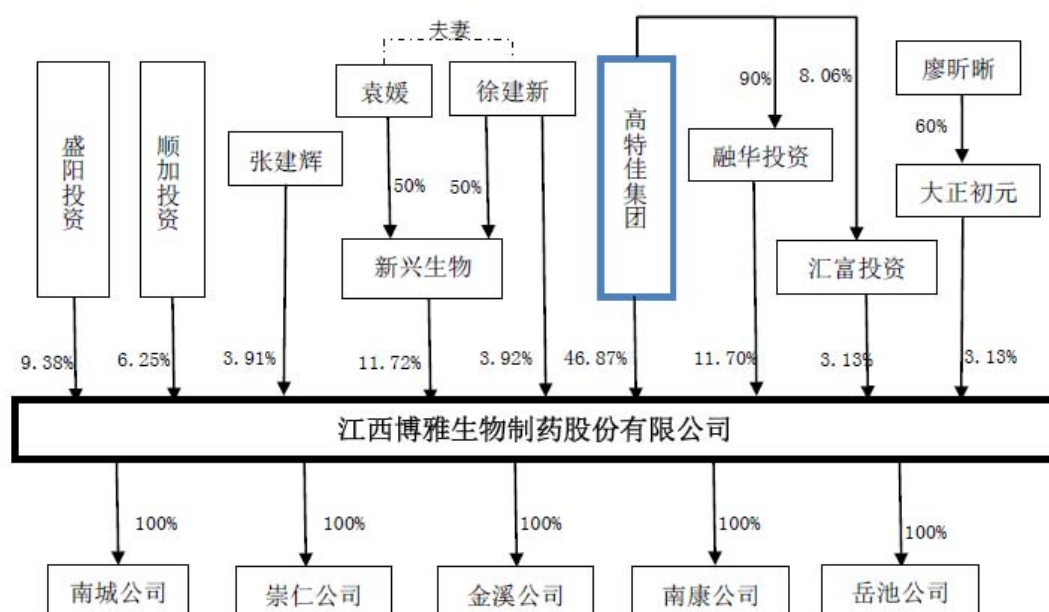 夫妻
盛阳投资
顺加投资
张建辉
袁媛
徐建新
高特佳集团
90%
8.06%
廖昕晰
融华投资
60%
大正初元
50%
50%
新兴生物
汇富投资
9.38%
6.25%
3.91%
11.72%
3.92%
46.87%
11.70%
3.13%
3.13%
江西博雅生物制药股份有限公司
100%
100%
100%
100%
100%
南城公司
崇仁公司
金溪公司
南康公司
岳池公司